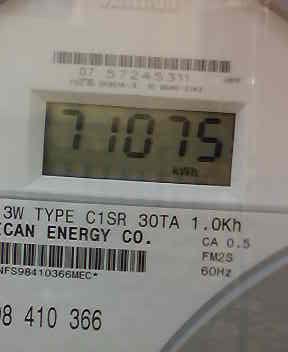 07 57245311
71075
kWh
3W TYPE C1SR 30TA 1.0Kh
CAN ENERGY CO.
CA 0.5
FM2S
60Hz
NFS98410366MEC*
98 410 366